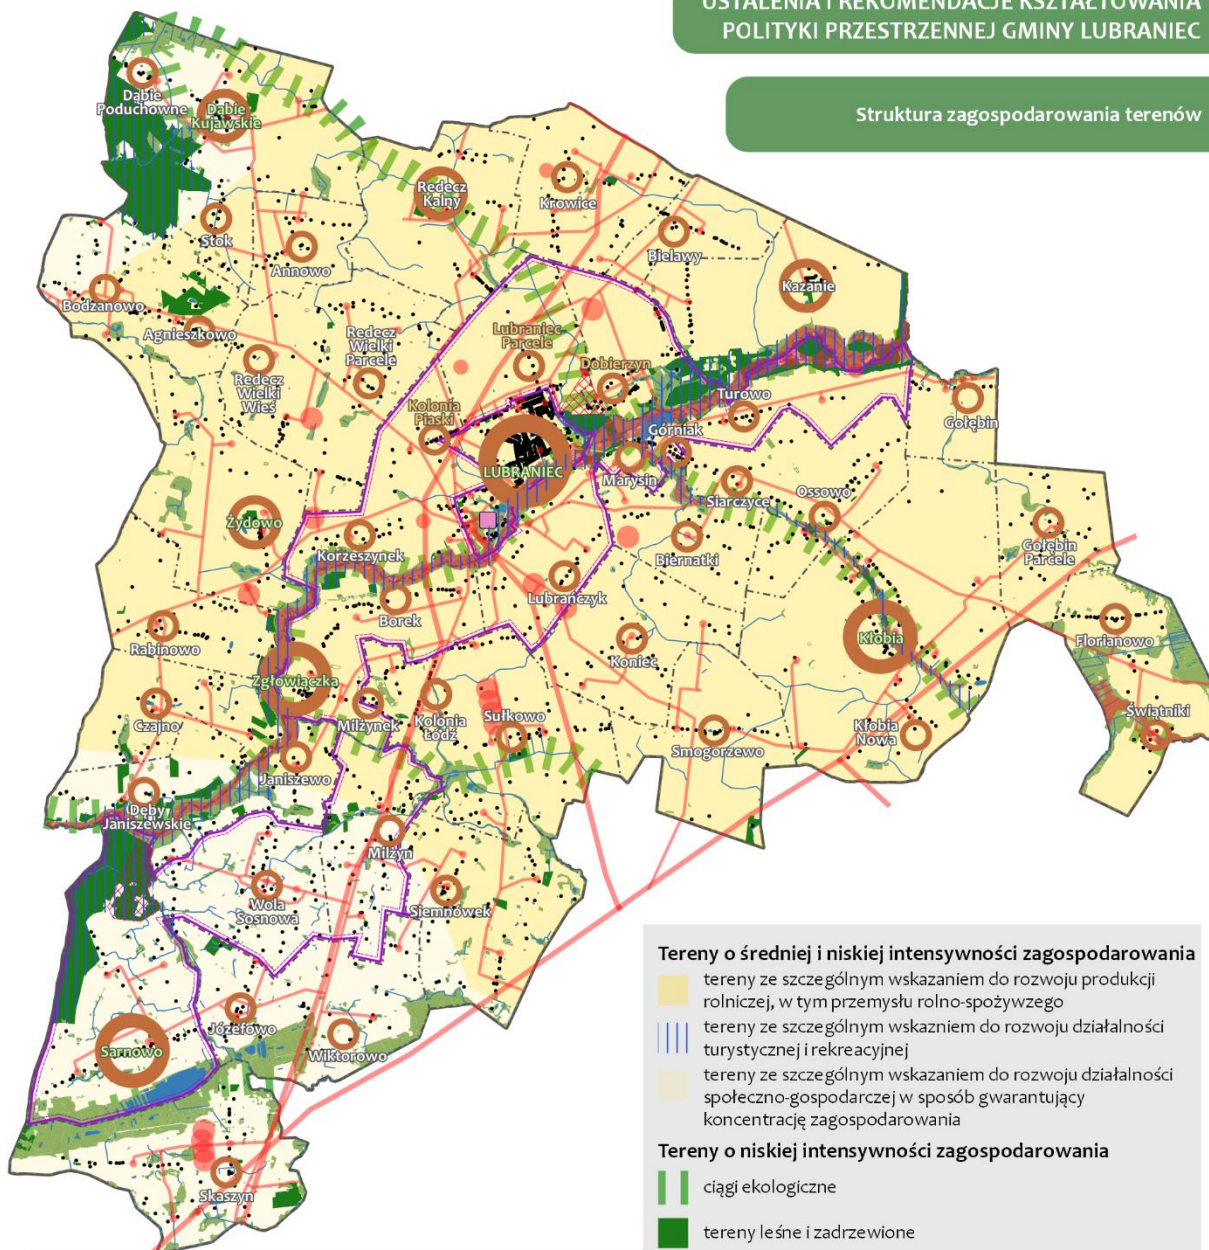 USTALENIA I REKOMENDACJE KSZTAŁTOWANIA
POLITYKI PRZESTRZENNEJ GMINY LUBRANIEC
Struktura zagospodarowania terenów
Dąbie
Poduchowne
Dąbie
Kujawskie
Redecz
Kalny
Krowice
Stok
Annowo
Bielawy
Kazanie
Bodzanowo
Agnieszkowo
Redecz
Wielki
Parcele
Lubraniec
Parcele
Dobierzyn
Redecz
Wielki
Wieś
Turowo
Gołębin
Kolonia
Piaski
Górniak
LUBRANIEC
Marysin
Siarczyce
Ossowo
Żydowo
Korzeszynek
Biernatki
Gołębin
Parcele
Lubrańczyk
Borek
Rabinowo
Koniec
Kłobia
Florianowo
Zgłowiączka
Czajno
Milżynek
Kolonia
Łódź
Sułkowo
Smogorzewo
Kłobia
Nowa
Świątniki
Janiszewo
Dęby
Janiszewskie
Milżyn
Wola
Sosnowa
Siemnówek
Józefowo
Wiktorowo
Sarnowo
Skaszyn
Tereny o średniej i niskiej intensywności zagospodarowania
tereny ze szczególnym wskazaniem do rozwoju produkcji
rolniczej, w tym przemysłu rolno-spożywzego
tereny ze szczególnym wskazniem do rozwoju działalności
turystycznej i rekreacyjnej
tereny ze szczególnym wskazaniem do rozwoju działalności
społeczno-gospodarczej w sposób gwarantujący
koncentrację zagospodarowania
Tereny o niskiej intensywności zagospodarowania
ciągi ekologiczne
tereny leśne i zadrzewione